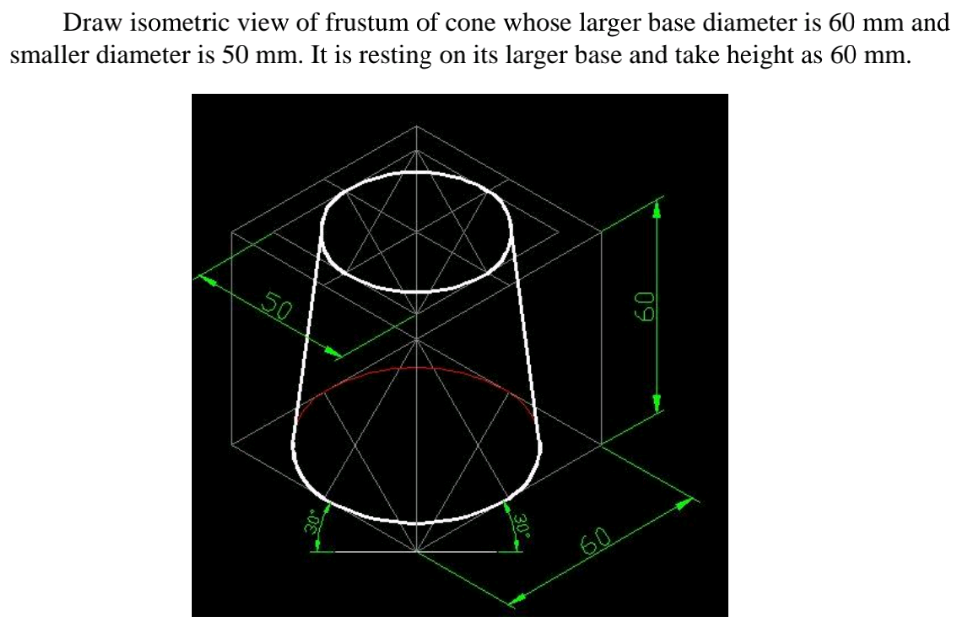 Draw isometric view of frustum of cone whose larger base diameter is 60 mm and
smaller diameter is 50 mm. It is resting on its larger base and take height as 60 mm.
50
60
30°
30°
60